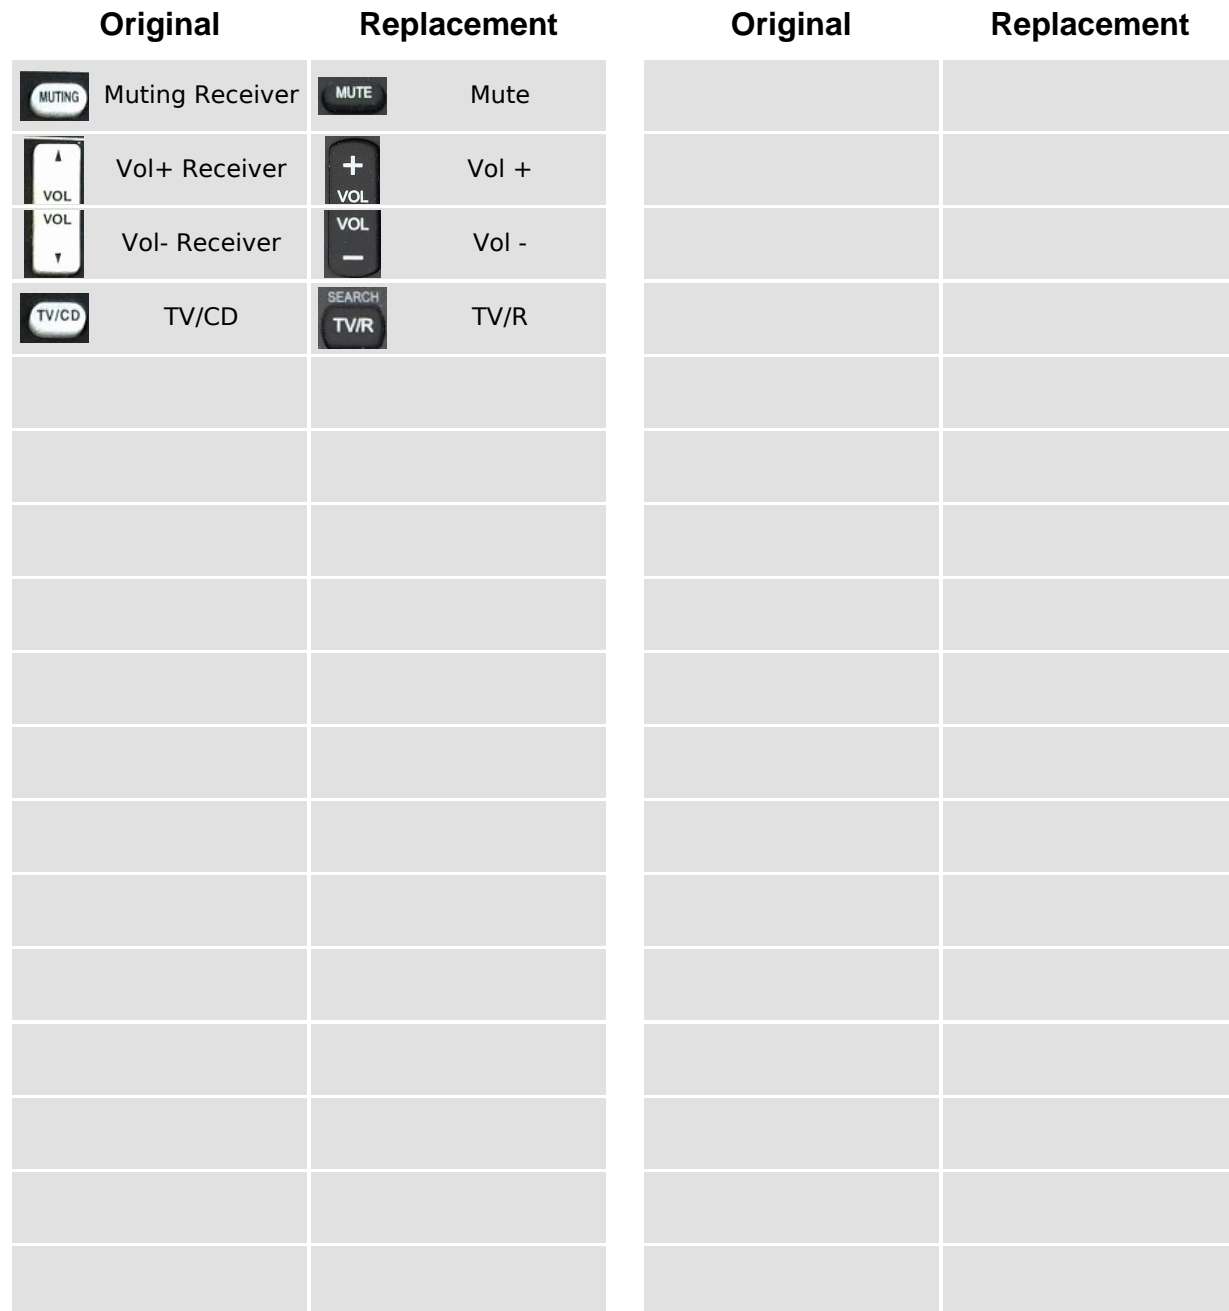 Original Replacement Original Replacement
MUTING Muting Receiver MUTE Mute
Vol+ Receiver + Vol +
VOL VOL
VOL VOL
Vol- Receiver Vol -
SEARCH
TV/CD TV/CD TV/R TV/R